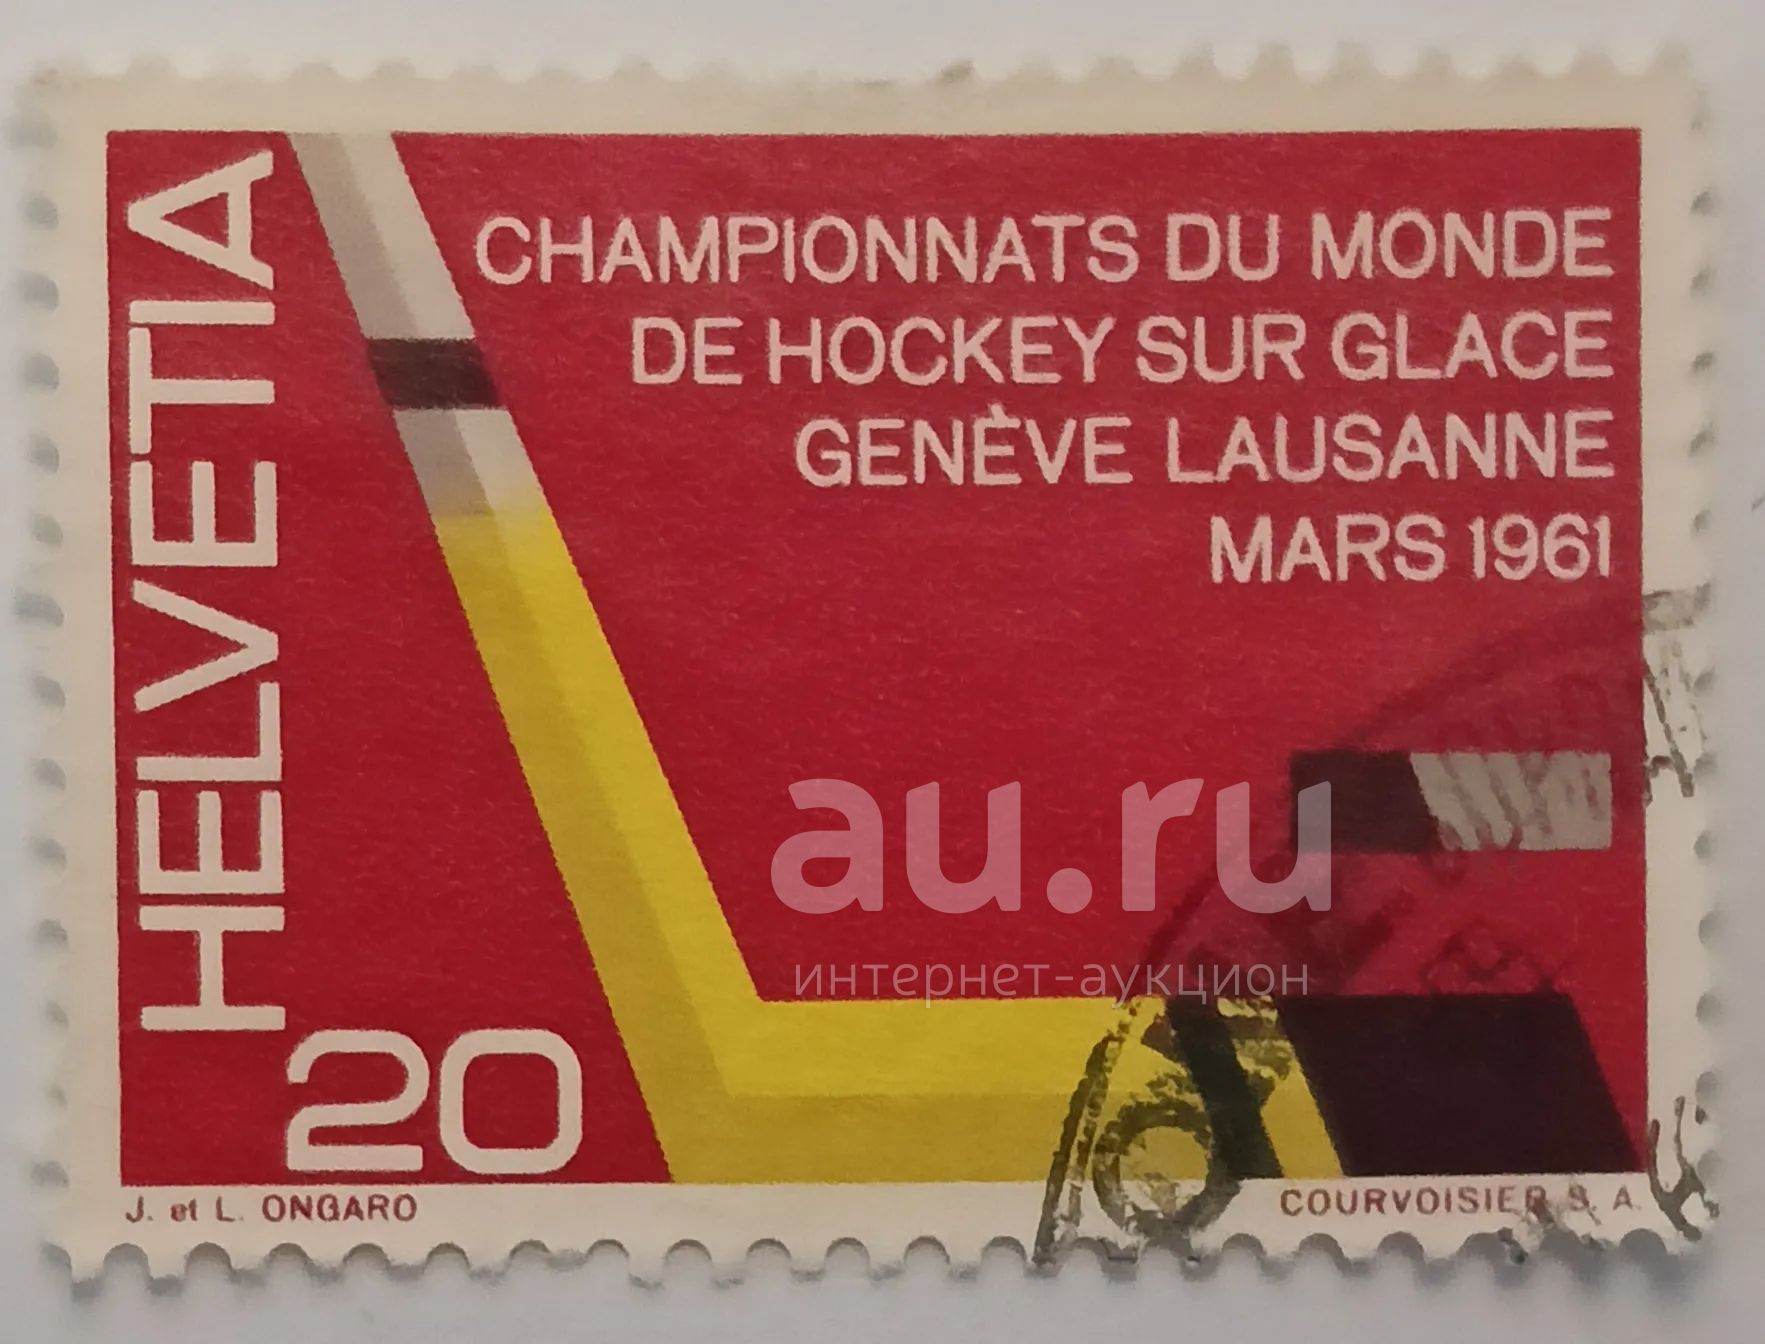 HELVETIA
CHAMPIONNATS DU MONDE
DE HOCKEY SUR GLACE
GENÈVE LAUSANNE
MARS 1961
au.ru
интернет-аукцион
20
J. et L. ONGARO
COURVOISIER S. A.